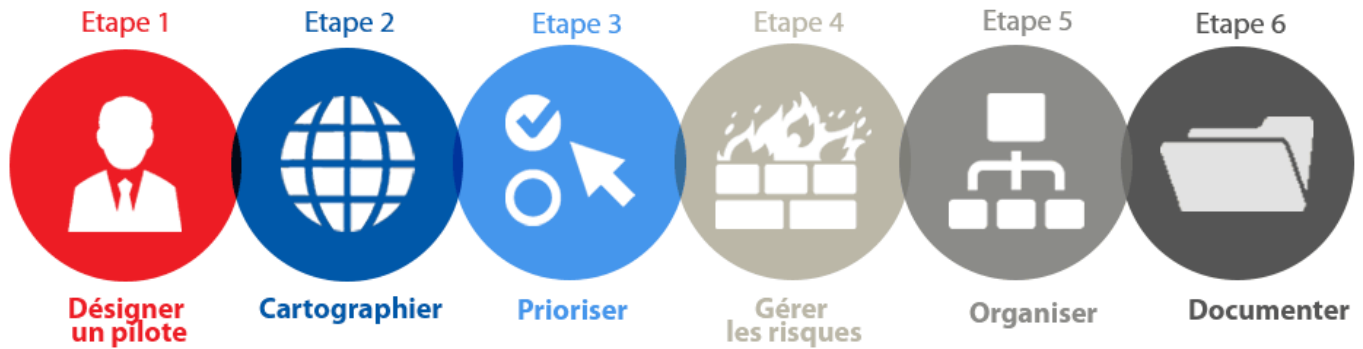 Etape 1
Etape 2
Etape 3
Etape 4
Etape 5
Etape 6
Désigner
un pilote
Cartographier
Prioriser
Gérer
les risques
Organiser
Documenter